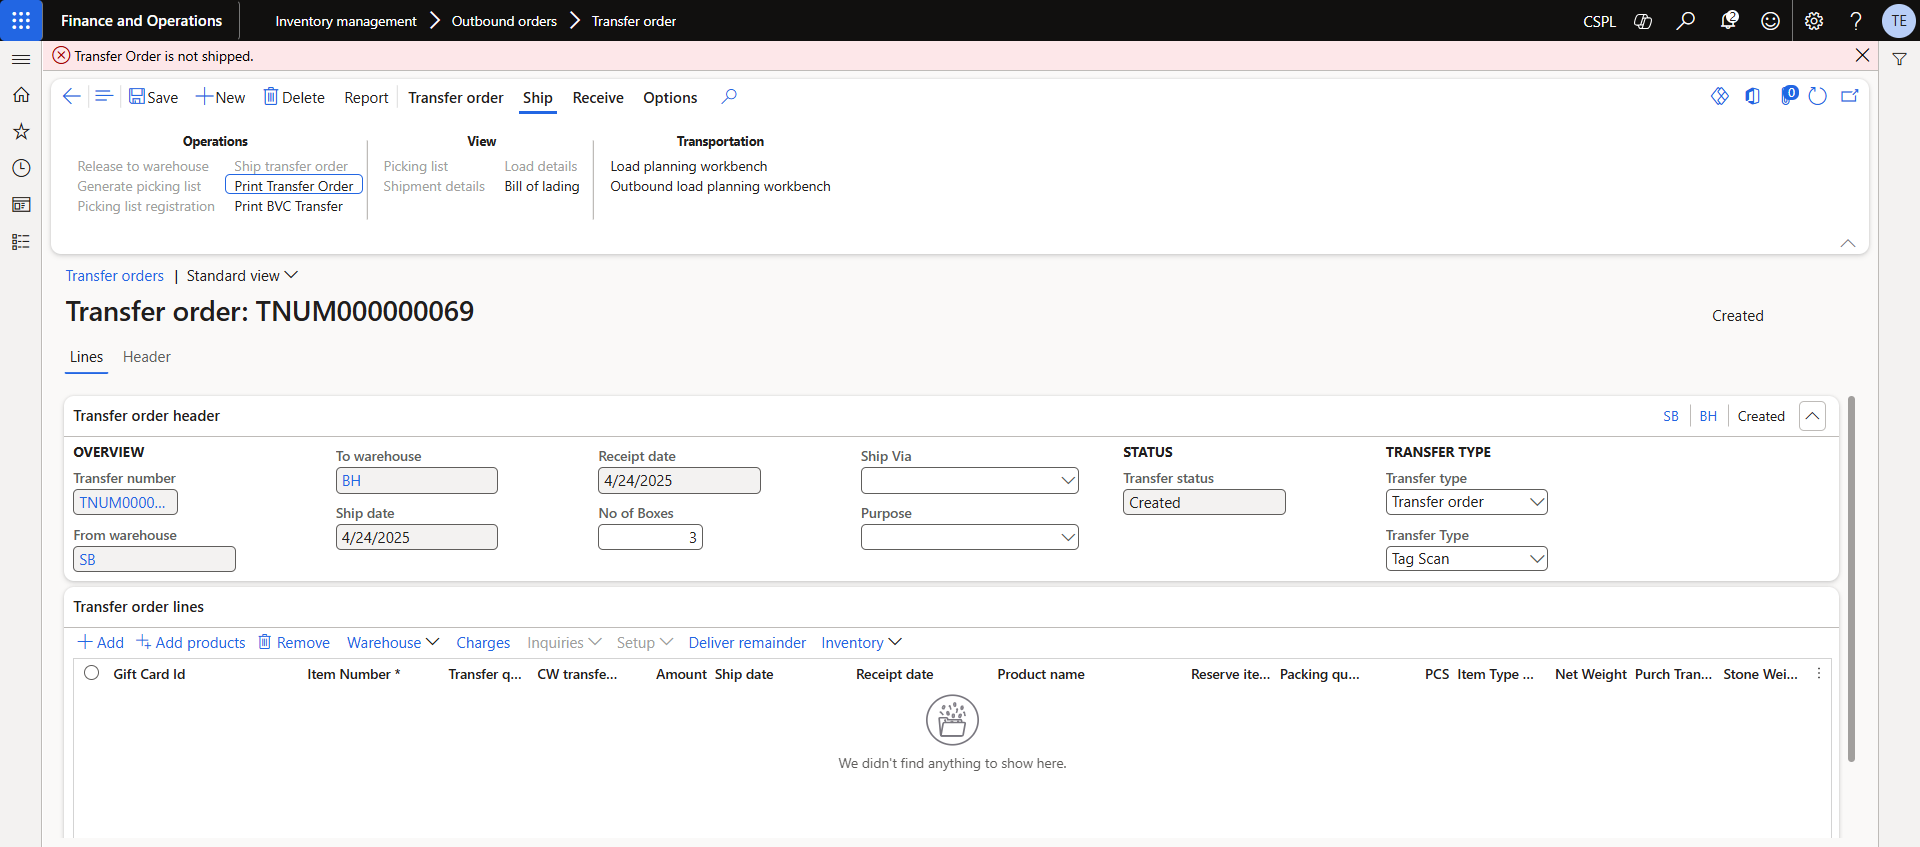 Finance and Operations
Inventory management
Outbound orders
Transfer order
CSPL
2
TE
Transfer Order is not shipped.
Save
New
Delete
Report
Transfer order
Ship
Receive
Options
0
Operations
Release to warehouse
Generate picking list
Picking list registration
Ship transfer order
Print Transfer Order
Print BVC Transfer
View
Picking list
Shipment details
Load details
Bill of lading
Transportation
Load planning workbench
Outbound load planning workbench
Transfer orders | Standard view
Transfer order: TNUM000000069
Created
Lines
Header
Transfer order header
SB
BH
Created
OVERVIEW
Transfer number
TNUM0000...
From warehouse
SB
To warehouse
BH
Ship date
4/24/2025
Receipt date
4/24/2025
No of Boxes
3
Ship Via
Purpose
STATUS
Transfer status
Created
TRANSFER TYPE
Transfer type
Transfer order
Transfer Type
Tag Scan
Transfer order lines
Add
Add products
Remove
Warehouse
Charges
Inquiries
Setup
Deliver remainder
Inventory
Gift Card Id
Item Number *
Transfer q...
CW transfe...
Amount
Ship date
Receipt date
Product name
Reserve ite...
Packing qu...
PCS
Item Type ...
Net Weight
Purch Tran...
Stone Wei...
We didn't find anything to show here.